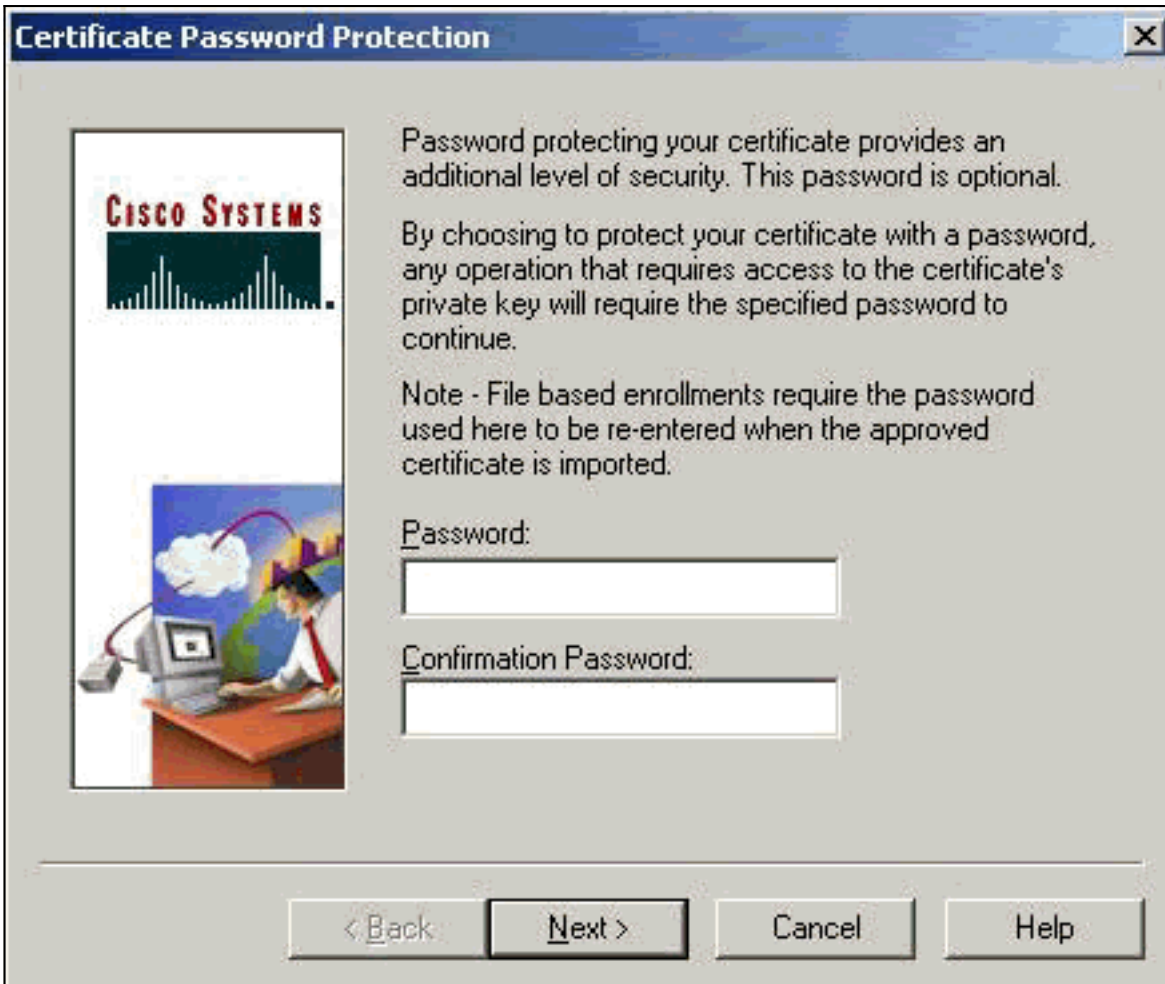 Certificate Password Protection
CISCO SYSTEMS
Password protecting your certificate provides an
additional level of security. This password is optional.
By choosing to protect your certificate with a password,
any operation that requires access to the certificate's
private key will require the specified password to
continue.
Note - File based enrollments require the password
used here to be re-entered when the approved
certificate is imported.
Password:
Confirmation Password:
< Back
Next >
Cancel
Help